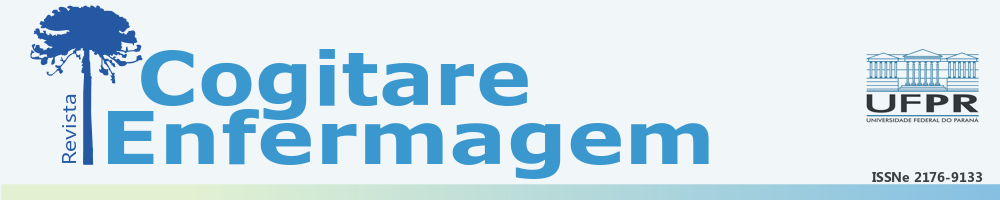 Revista
Cogitare
Enfermagem
UFPR
UNIVERSIDADE FEDERAL DO PARANÁ
ISSNe 2176-9133